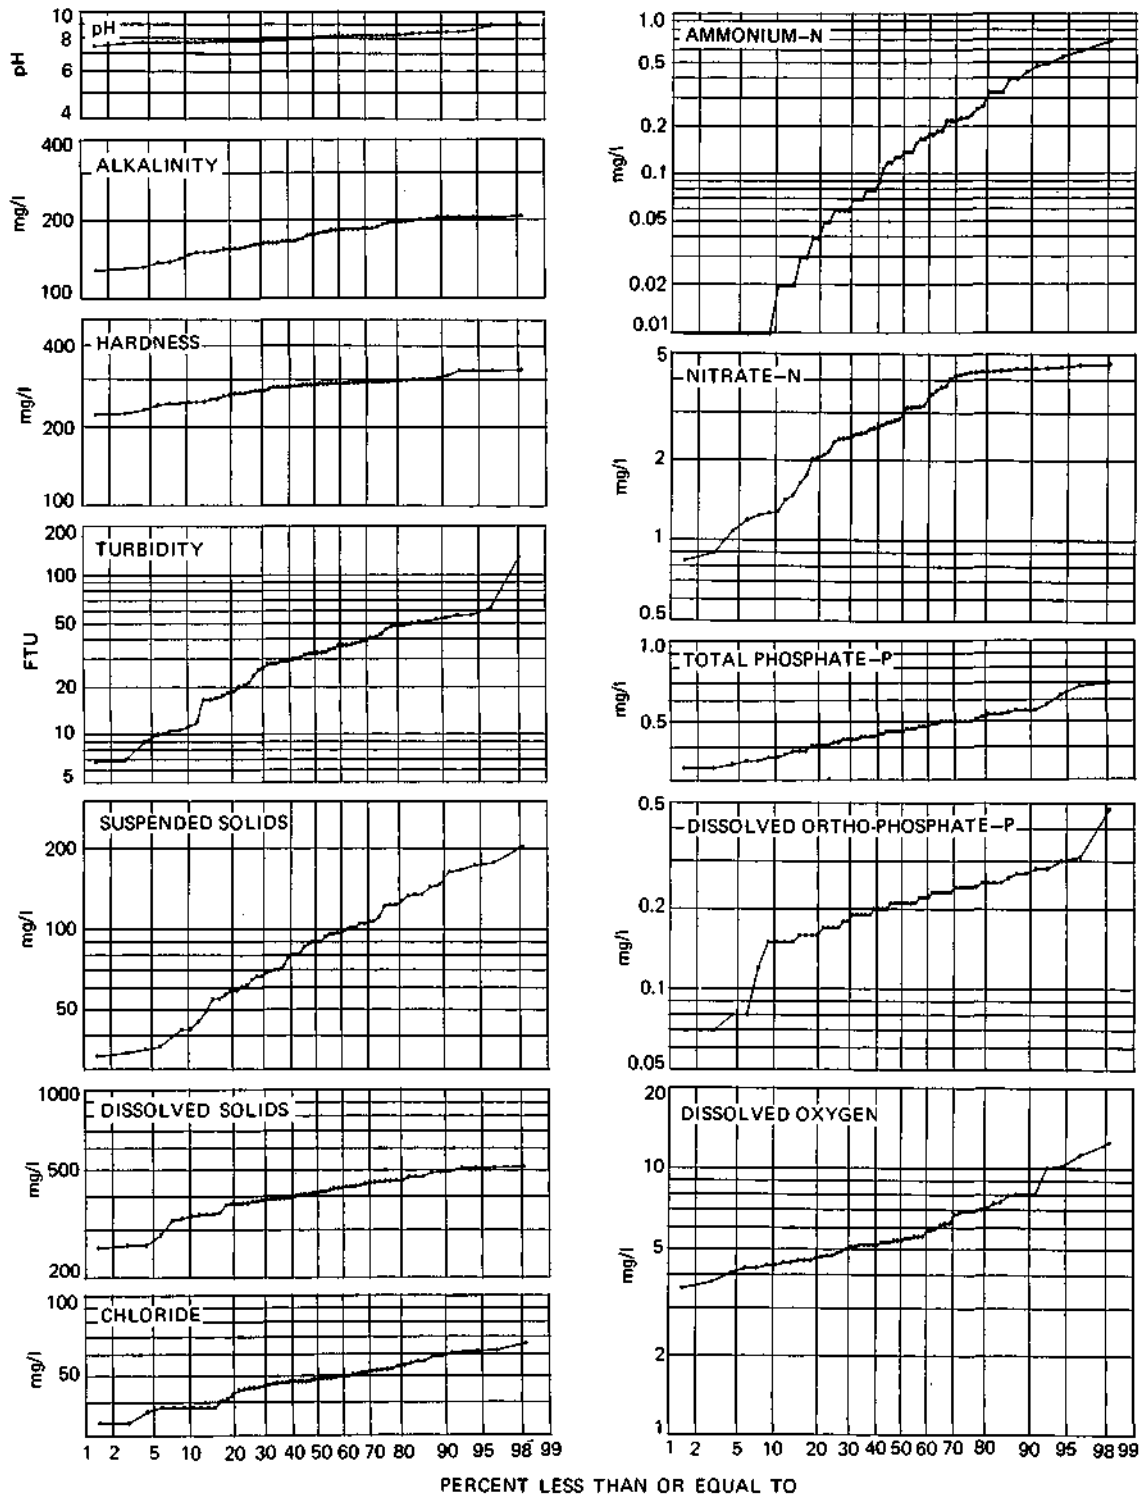 pH
10
8
6
4
pH
ALKALINITY
400
200
100
mg/l
HARDNESS
400
200
100
mg/l
TURBIDITY
200
100
50
20
10
5
FTU
SUSPENDED SOLIDS
200
100
50
mg/l
DISSOLVED SOLIDS
1000
500
200
mg/l
CHLORIDE
100
50
mg/l
1 2 5 10 20 30 40 50 60 70 80 90 95 98 99
AMMONIUM-N
1.0
0.5
0.2
0.1
0.05
0.02
0.01
mg/l
NITRATE-N
5
2
1
0.5
mg/l
TOTAL PHOSPHATE-P
1.0
0.5
mg/l
DISSOLVED ORTHO-PHOSPHATE-P
0.5
0.2
0.1
0.05
mg/l
DISSOLVED OXYGEN
20
10
5
2
1
mg/l
1 2 5 10 20 30 40 50 60 70 80 90 95 98 99
PERCENT LESS THAN OR EQUAL TO